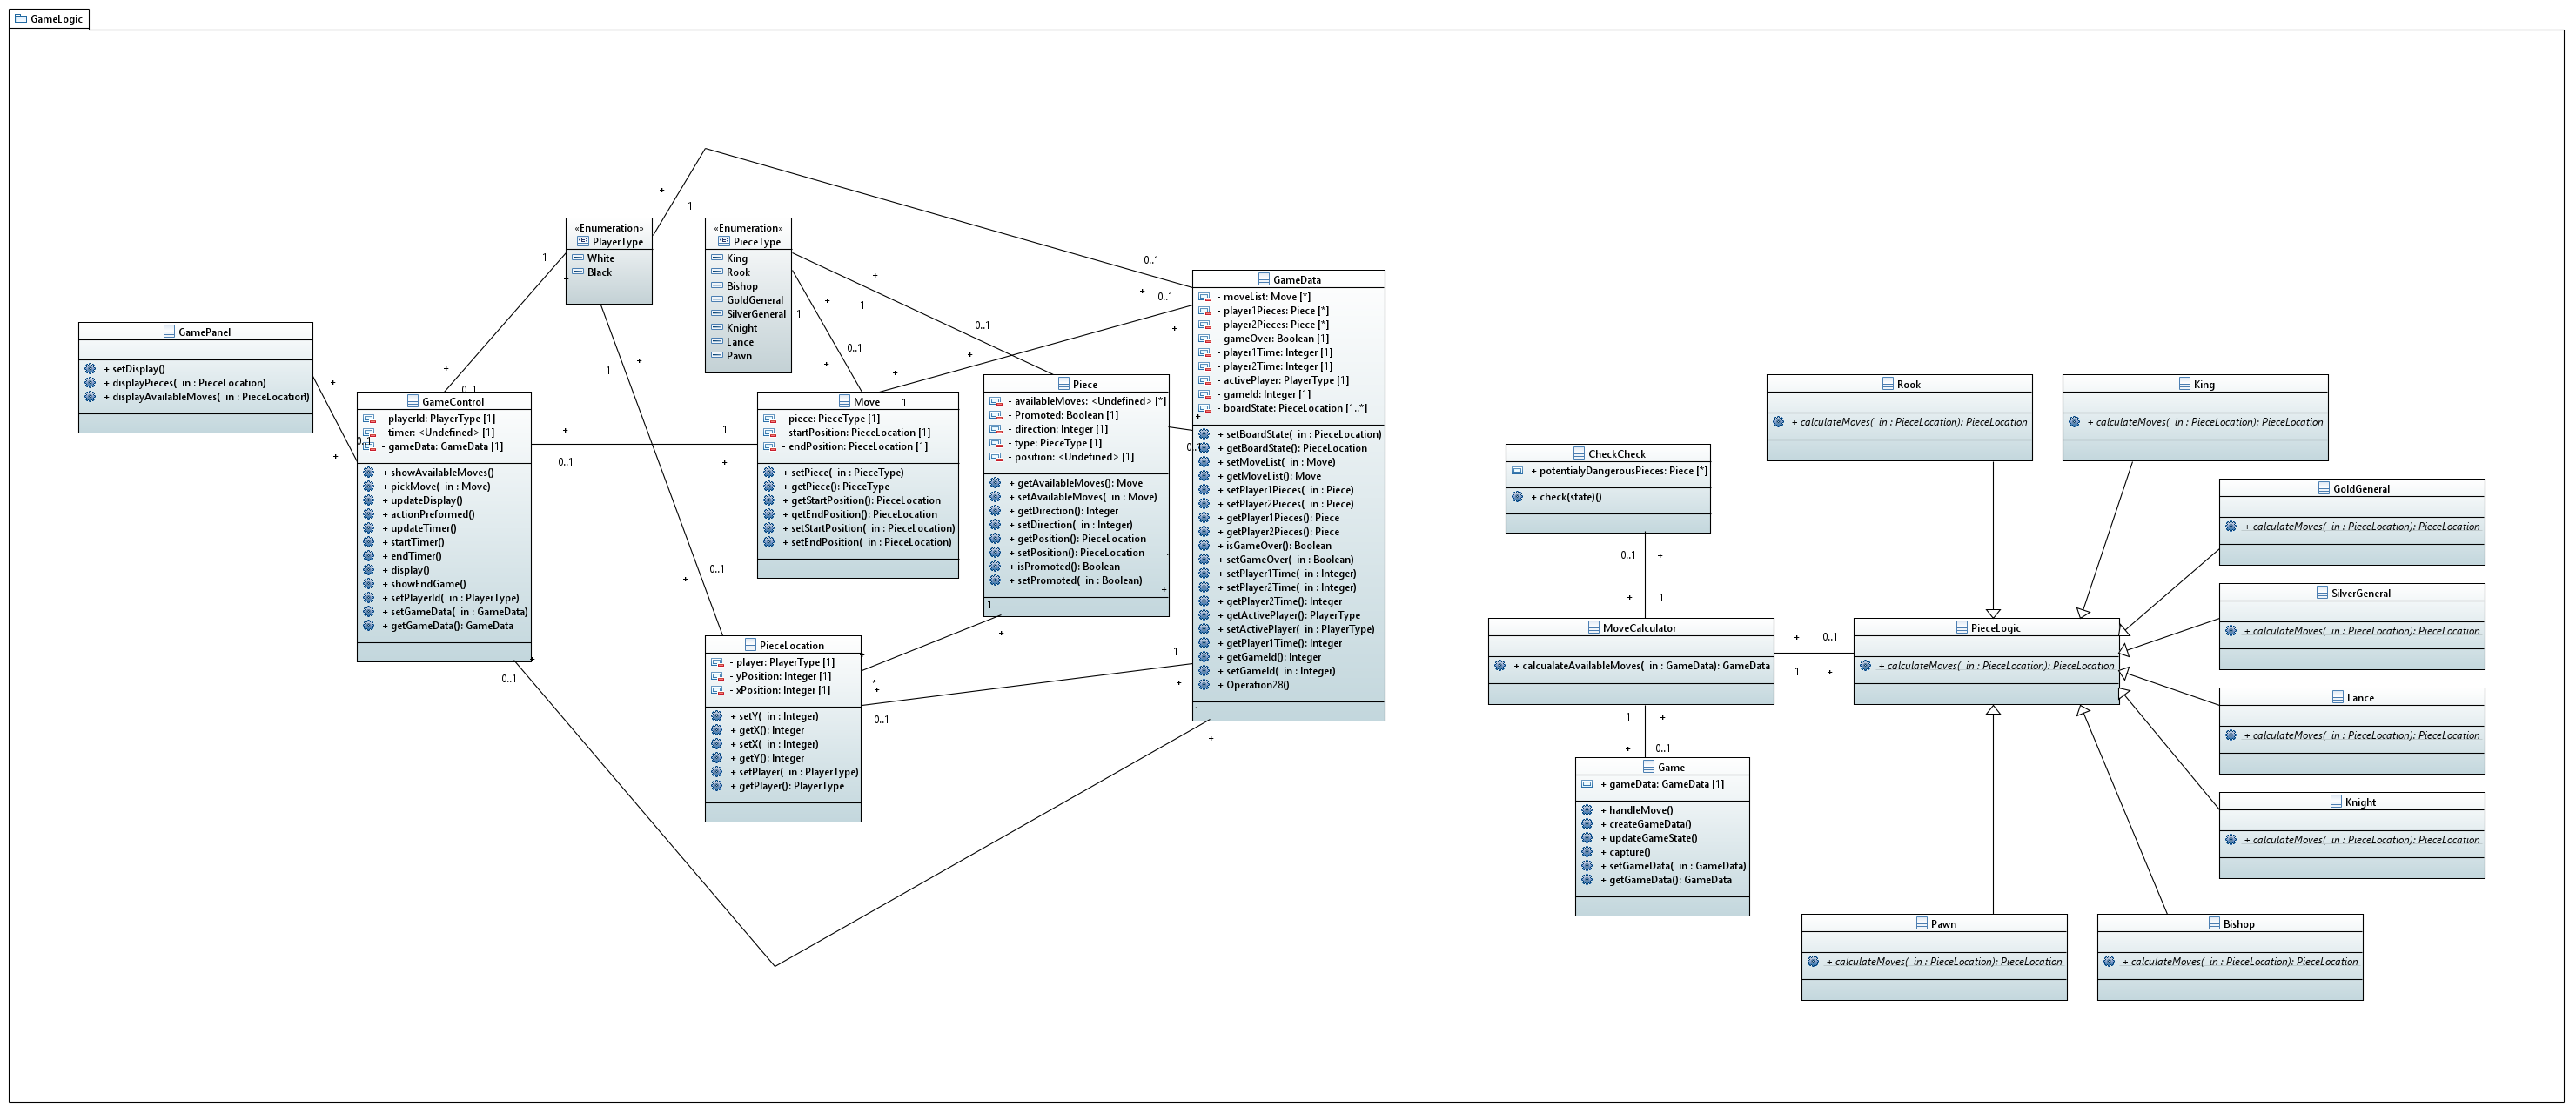 GameLogic
GamePanel
+ setDisplay()
+ displayPieces( in : PieceLocation)
+ displayAvailableMoves( in : PieceLocation)
+
+
0..1
GameControl
- playerId: PlayerType [1]
- timer: <Undefined> [1]
- gameData: GameData [1]
+ showAvailableMoves()
+ pickMove( in : Move)
+ updateDisplay()
+ actionPreformed()
+ updateTimer()
+ startTimer()
+ endTimer()
+ display()
+ showEndGame()
+ setPlayerId( in : PlayerType)
+ setGameData( in : GameData)
+ getGameData(): GameData
+
0..1
1
+
+
0..1
«Enumeration»
PlayerType
White
Black
«Enumeration»
PieceType
King
Rook
Bishop
GoldGeneral
SilverGeneral
Knight
Lance
Pawn
+
1
0..1
+
+
1
0..1
+
+
1
0..1
+
+
0..1
1
+
1
+
0..1
+
0..1
+
+
1
Move
- piece: PieceType [1]
- startPosition: PieceLocation [1]
- endPosition: PieceLocation [1]
+ setPiece( in : PieceType)
+ getPiece(): PieceType
+ getStartPosition(): PieceLocation
+ getEndPosition(): PieceLocation
+ setStartPosition( in : PieceLocation)
+ setEndPosition( in : PieceLocation)
Piece
- availableMoves: <Undefined> [*]
- Promoted: Boolean [1]
- direction: Integer [1]
- type: PieceType [1]
- position: <Undefined> [1]
+ getAvailableMoves(): Move
+ setAvailableMoves( in : Move)
+ getDirection(): Integer
+ setDirection( in : Integer)
+ getPosition(): PieceLocation
+ setPosition(): PieceLocation
+ isPromoted(): Boolean
+ setPromoted( in : Boolean)
+
1
+
*
+
0..1
PieceLocation
- player: PlayerType [1]
- yPosition: Integer [1]
- xPosition: Integer [1]
+ setY( in : Integer)
+ getX(): Integer
+ setX( in : Integer)
+ getY(): Integer
+ setPlayer( in : PlayerType)
+ getPlayer(): PlayerType
+
0..1
1
+
GameData
- moveList: Move [*]
- player1Pieces: Piece [*]
- player2Pieces: Piece [*]
- gameOver: Boolean [1]
- player1Time: Integer [1]
- player2Time: Integer [1]
- activePlayer: PlayerType [1]
- gameId: Integer [1]
- boardState: PieceLocation [1..*]
+ setBoardState( in : PieceLocation)
+ getBoardState(): PieceLocation
+ setMoveList( in : Move)
+ getMoveList(): Move
+ setPlayer1Pieces( in : Piece)
+ setPlayer2Pieces( in : Piece)
+ getPlayer1Pieces(): Piece
+ getPlayer2Pieces(): Piece
+ isGameOver(): Boolean
+ setGameOver( in : Boolean)
+ setPlayer1Time( in : Integer)
+ setPlayer2Time( in : Integer)
+ getPlayer2Time(): Integer
+ getActivePlayer(): PlayerType
+ setActivePlayer( in : PlayerType)
+ getPlayer1Time(): Integer
+ getGameId(): Integer
+ setGameId( in : Integer)
+ Operation28()
1
+
CheckCheck
+ potentialyDangerousPieces: Piece [*]
+ check(state)()
0..1
+
+
1
MoveCalculator
+ calcualateAvailableMoves( in : GameData): GameData
+
0..1
1
+
1
+
+
0..1
Game
+ gameData: GameData [1]
+ handleMove()
+ createGameData()
+ updateGameState()
+ capture()
+ setGameData( in : GameData)
+ getGameData(): GameData
Rook
+ calculateMoves( in : PieceLocation): PieceLocation
King
+ calculateMoves( in : PieceLocation): PieceLocation
GoldGeneral
+ calculateMoves( in : PieceLocation): PieceLocation
SilverGeneral
+ calculateMoves( in : PieceLocation): PieceLocation
PieceLogic
+ calculateMoves( in : PieceLocation): PieceLocation
Lance
+ calculateMoves( in : PieceLocation): PieceLocation
Knight
+ calculateMoves( in : PieceLocation): PieceLocation
Pawn
+ calculateMoves( in : PieceLocation): PieceLocation
Bishop
+ calculateMoves( in : PieceLocation): PieceLocation